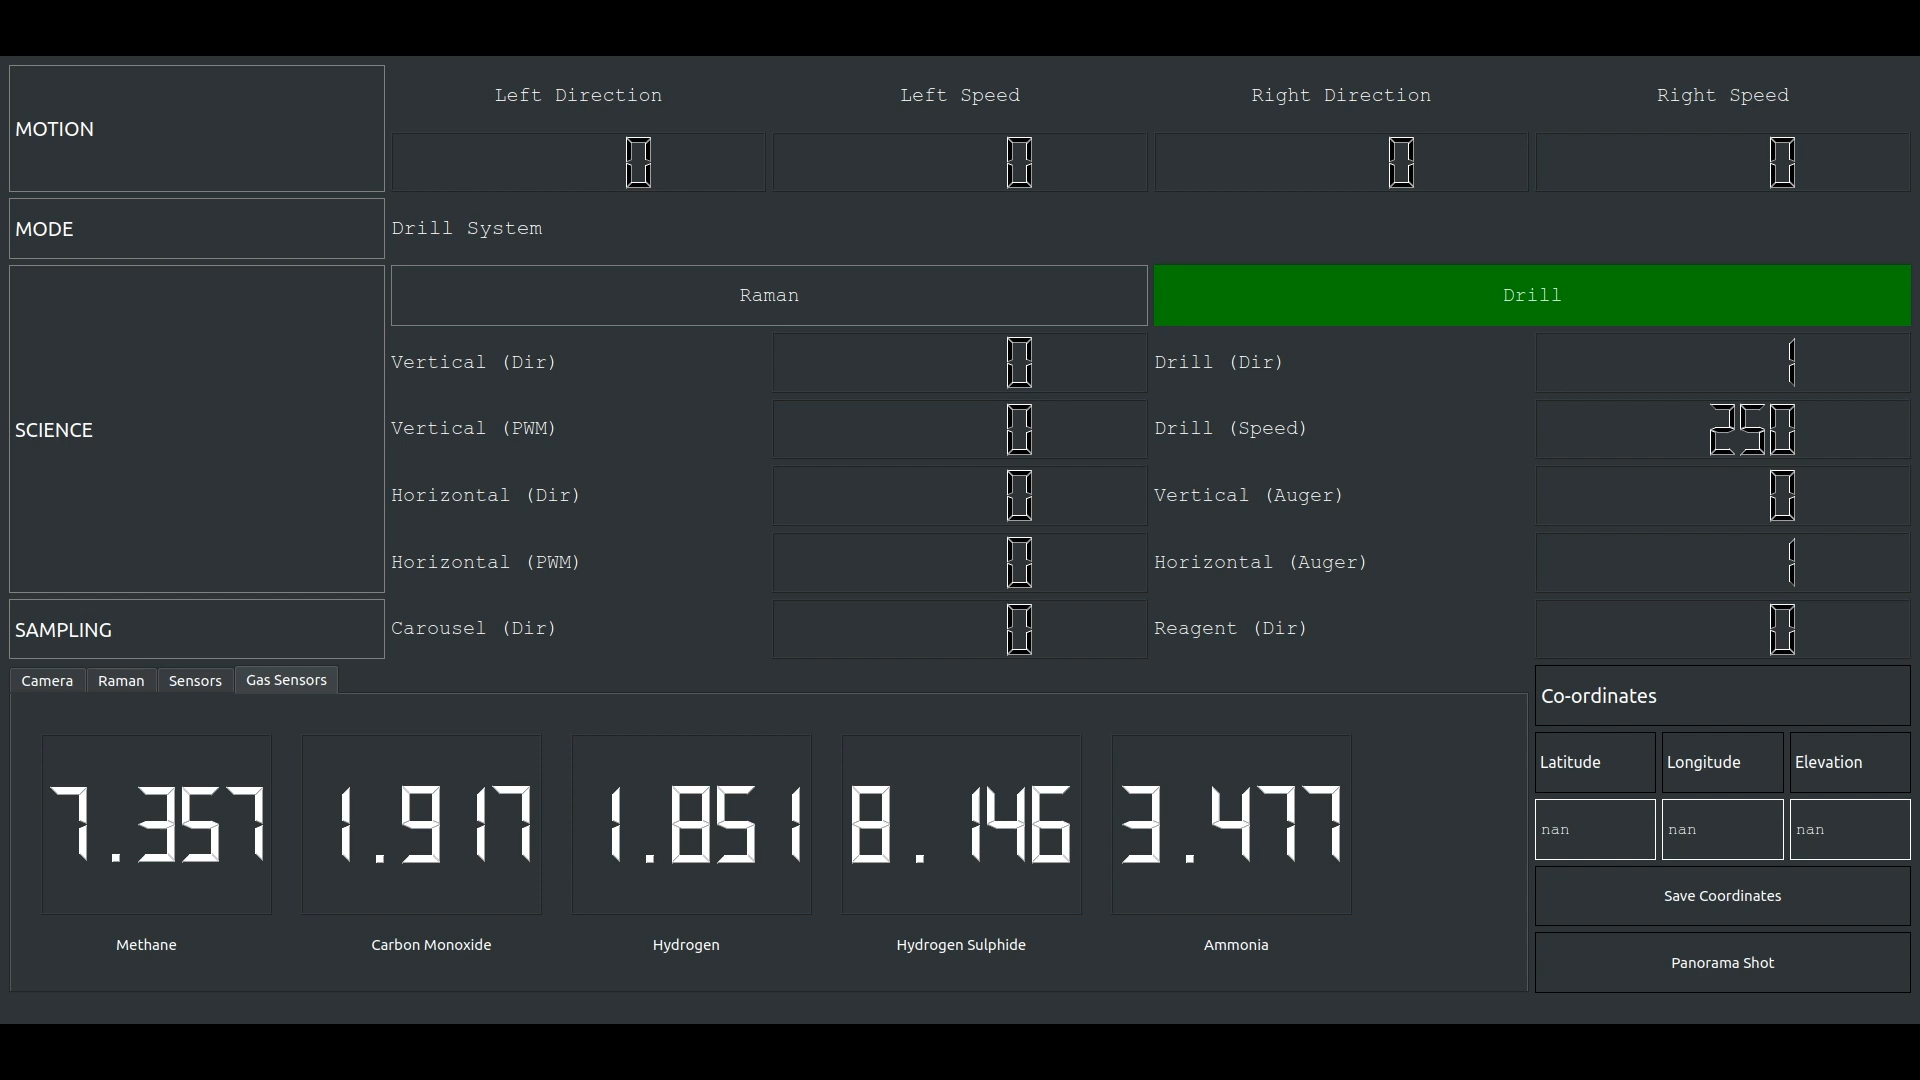 MOTION
Left Direction Left Speed Right Direction Right Speed
0 0 0 0
MODE
Drill System
SCIENCE
Raman Drill
Vertical (Dir) 0 Drill (Dir) 1
Vertical (PWM) 0 Drill (Speed) 250
Horizontal (Dir) 0 Vertical (Auger) 0
Horizontal (PWM) 0 Horizontal (Auger) 1
SAMPLING
Carousel (Dir) 0 Reagent (Dir) 0
Camera Raman Sensors Gas Sensors
7.357 1.917 1.851 8.146 3.477
Methane Carbon Monoxide Hydrogen Hydrogen Sulphide Ammonia
Co-ordinates
Latitude Longitude Elevation
nan nan nan
Save Coordinates
Panorama Shot